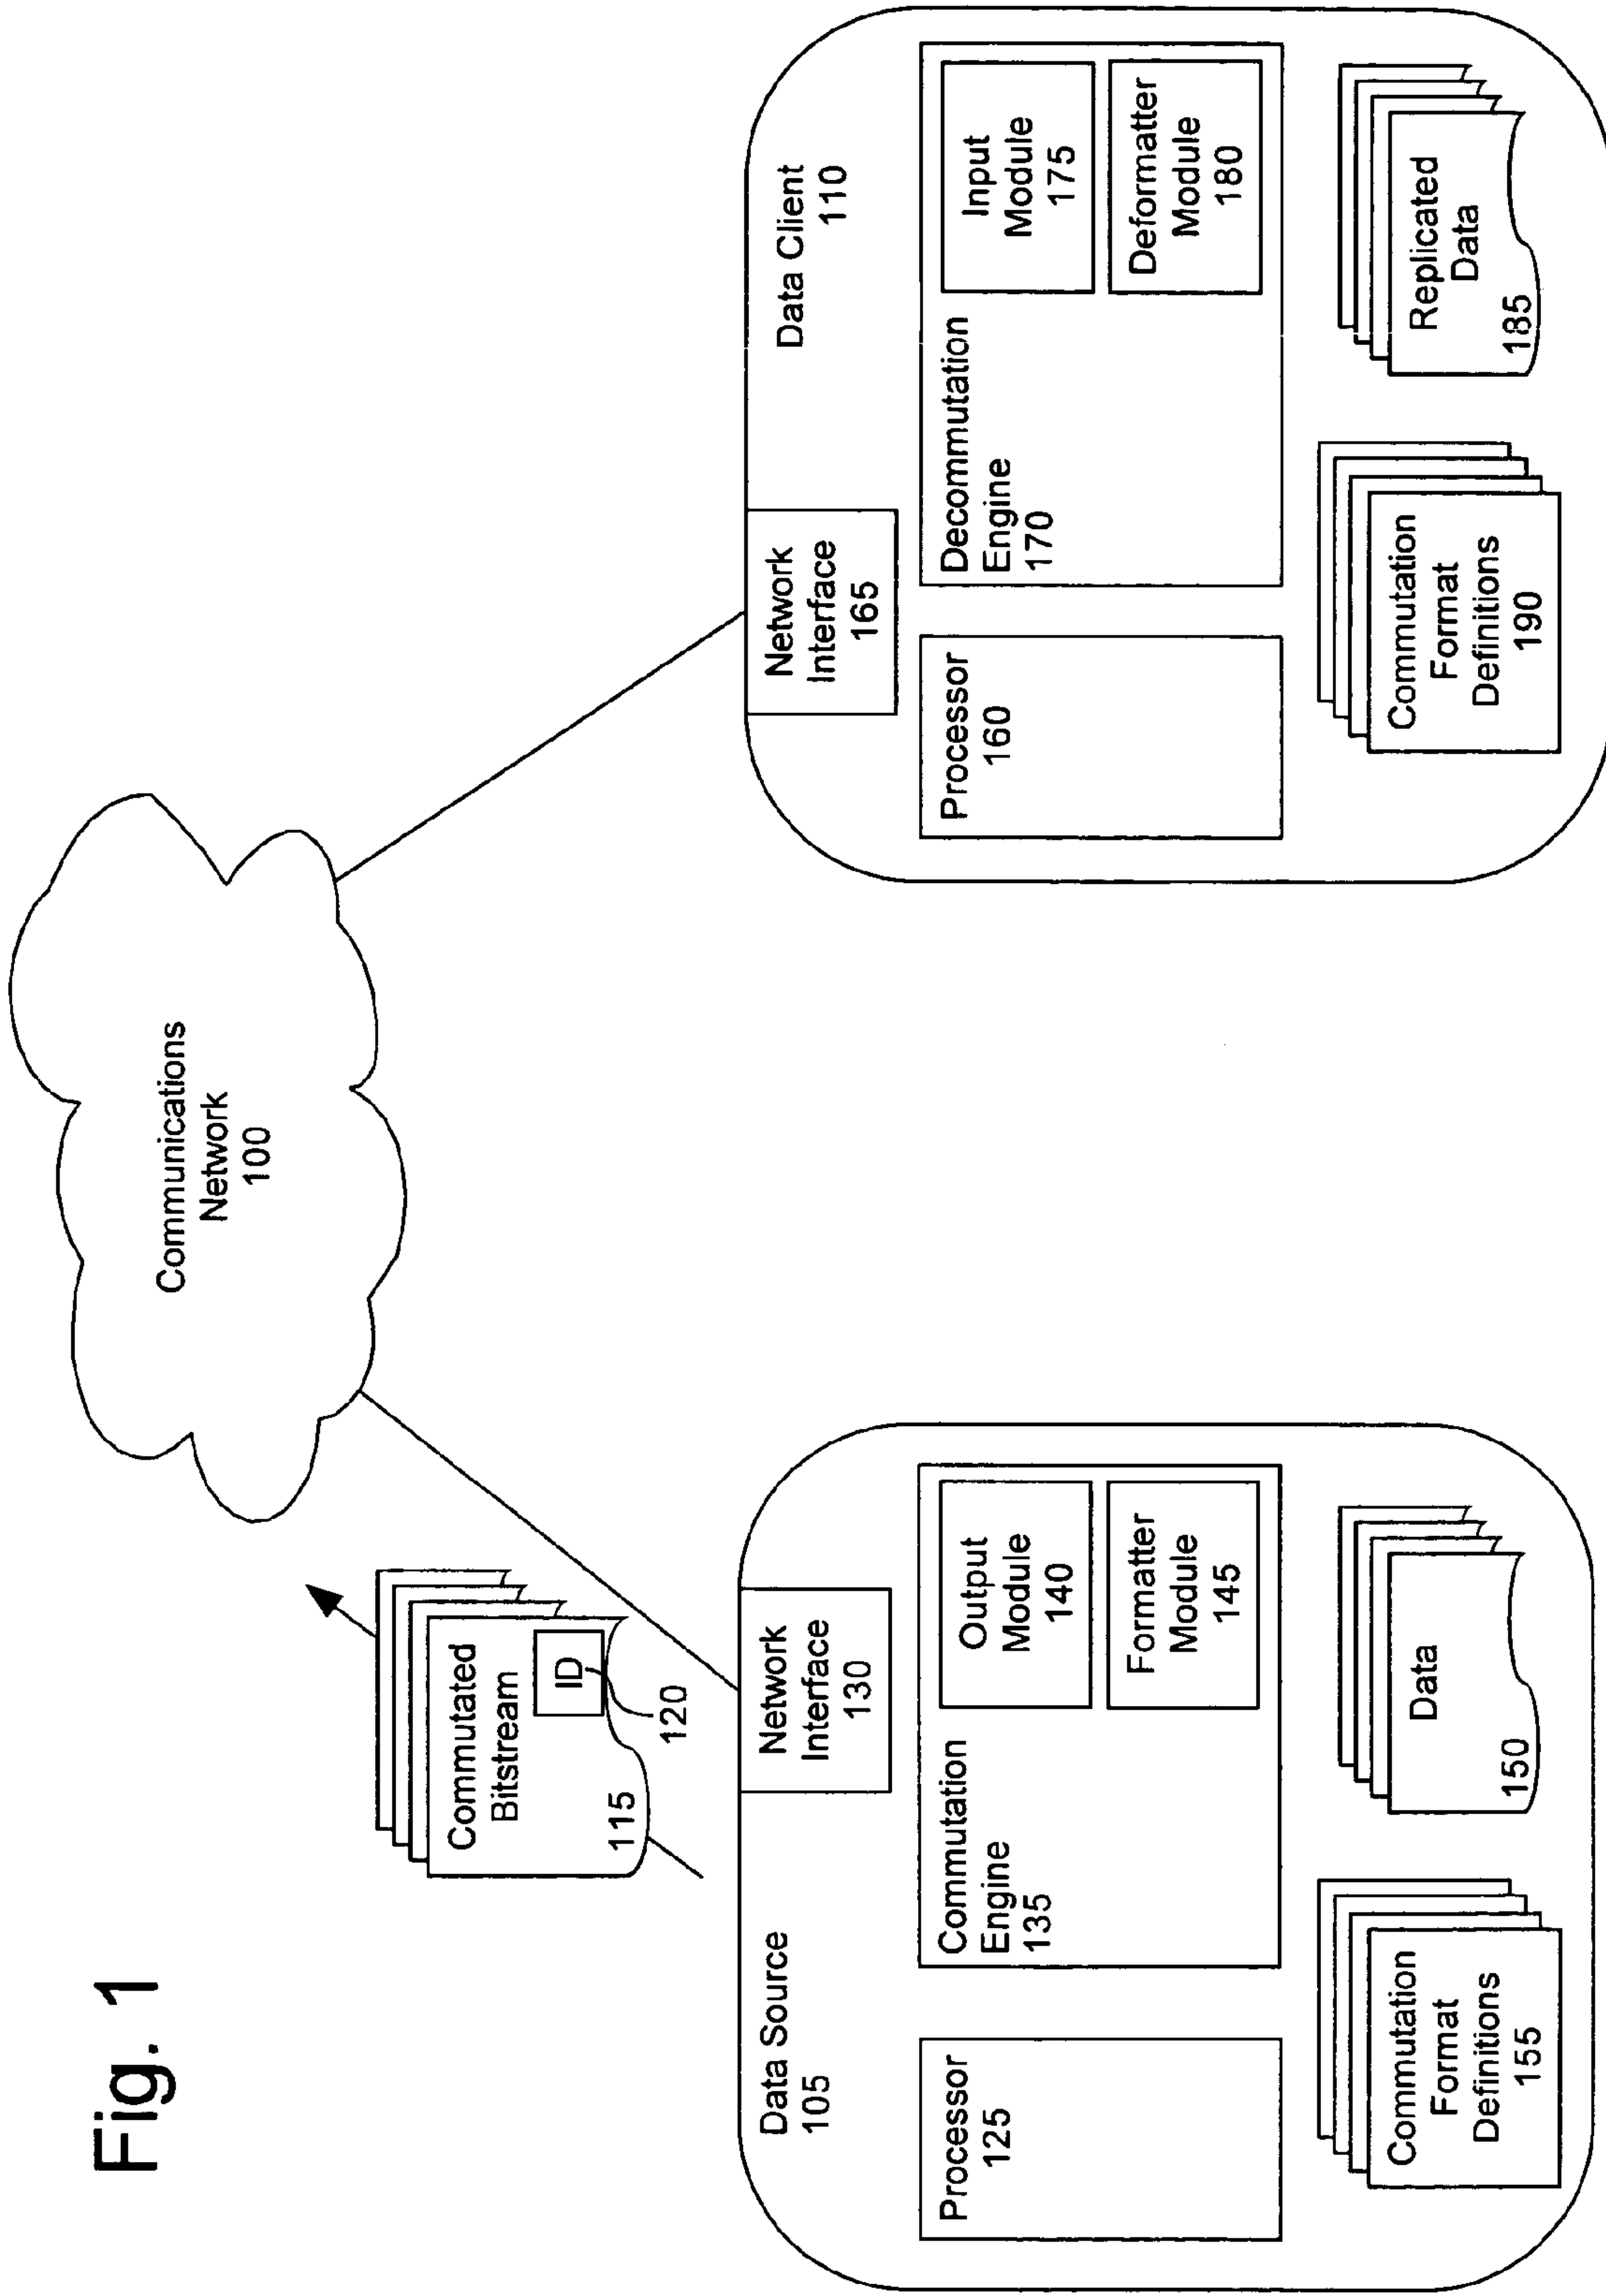 Fig. 1
Communications
Network
100
Commutated
Bitstream
ID
115
120
Data Source
105
Network
Interface
130
Processor
125
Commutation
Engine
135
Output
Module
140
Formatter
Module
145
Commutation
Format
Definitions
155
Data
150
Data Client
110
Network
Interface
165
Processor
160
Decommutation
Engine
170
Input
Module
175
Deformatter
Module
180
Commutation
Format
Definitions
190
Replicated
Data
185